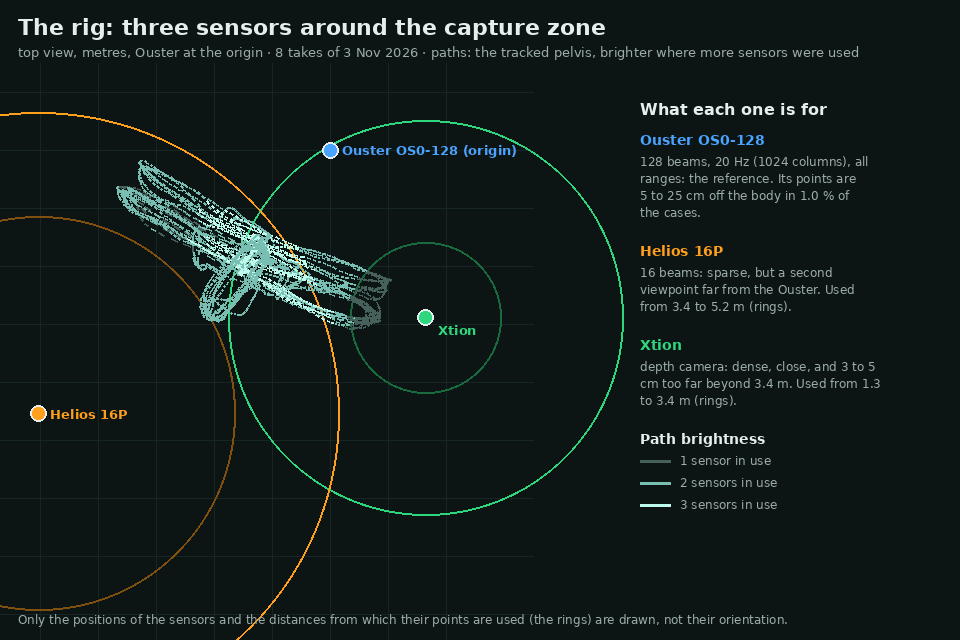 The rig: three sensors around the capture zone
top view, metres, Ouster at the origin · 8 takes of 3 Nov 2026 · paths: the tracked pelvis, brighter where more sensors were used
Ouster OS0-128 (origin)
Xtion
Helios 16P
What each one is for
Ouster OS0-128
128 beams, 20 Hz (1024 columns), all
ranges: the reference. Its points are
5 to 25 cm off the body in 1.0 % of
the cases.
Helios 16P
16 beams: sparse, but a second
viewpoint far from the Ouster. Used
from 3.4 to 5.2 m (rings).
Xtion
depth camera: dense, close, and 3 to 5
cm too far beyond 3.4 m. Used from 1.3
to 3.4 m (rings).
Path brightness
1 sensor in use
2 sensors in use
3 sensors in use
Only the positions of the sensors and the distances from which their points are used (the rings) are drawn, not their orientation.